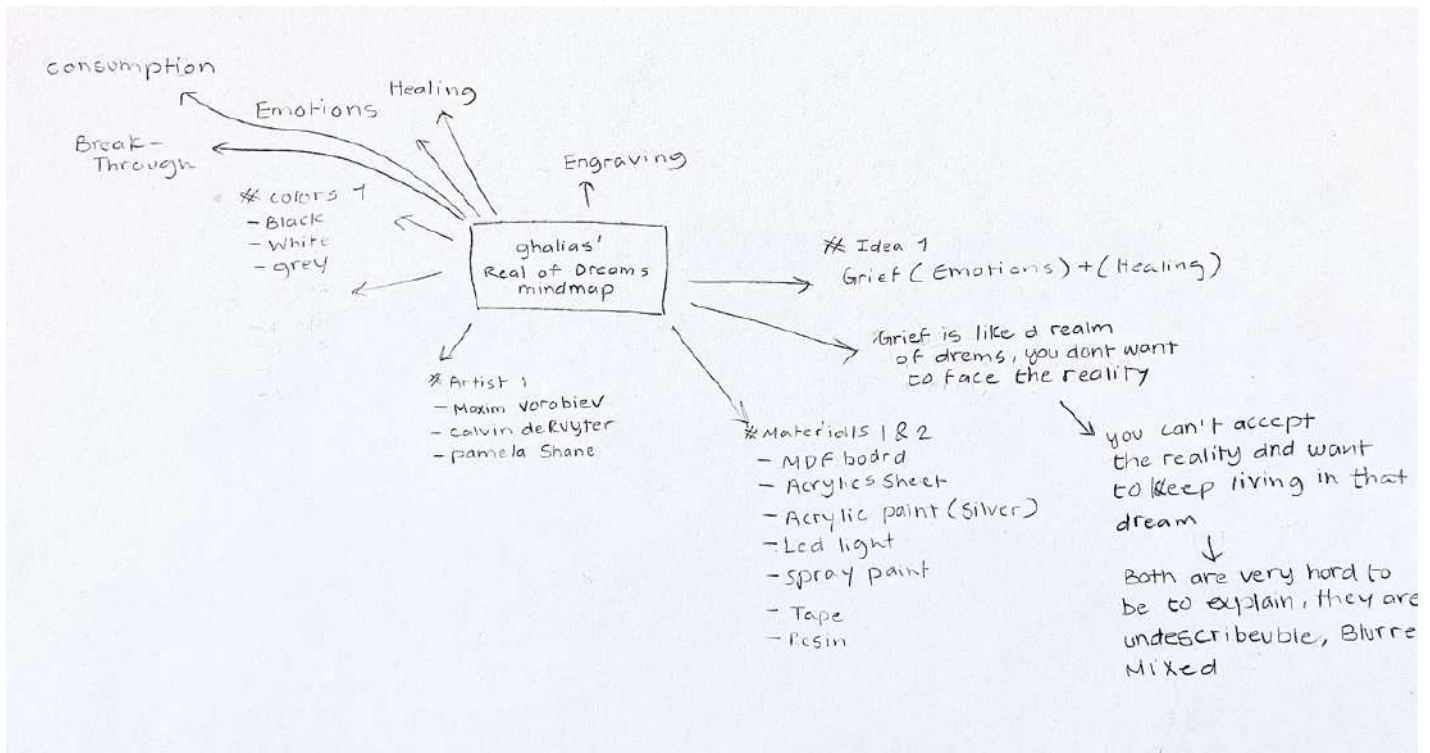 consumption
Emotions
Healing
Break-
Through
Engraving
# colors 1
- Black
- White
- grey
ghalias'
Real of Dreams
mindmap
# Idea 1
Grief (Emotions) + (Healing)
Grief is like a realm
of drems, you dont want
to face the reality
you can't accept
the reality and want
to keep living in that
dream
Both are very hard to
be to explain, they are
undescribeuble, Blurre
Mixed
* Artist 1
- Maxim Vorobiev
- Calvin deRuyter
- pamela Shane
# Materialls 1 & 2
- MDF board
- Acrylics Sheet
- Acrylic paint (Silver)
- Led light
- spray paint
- Tape
- Resin